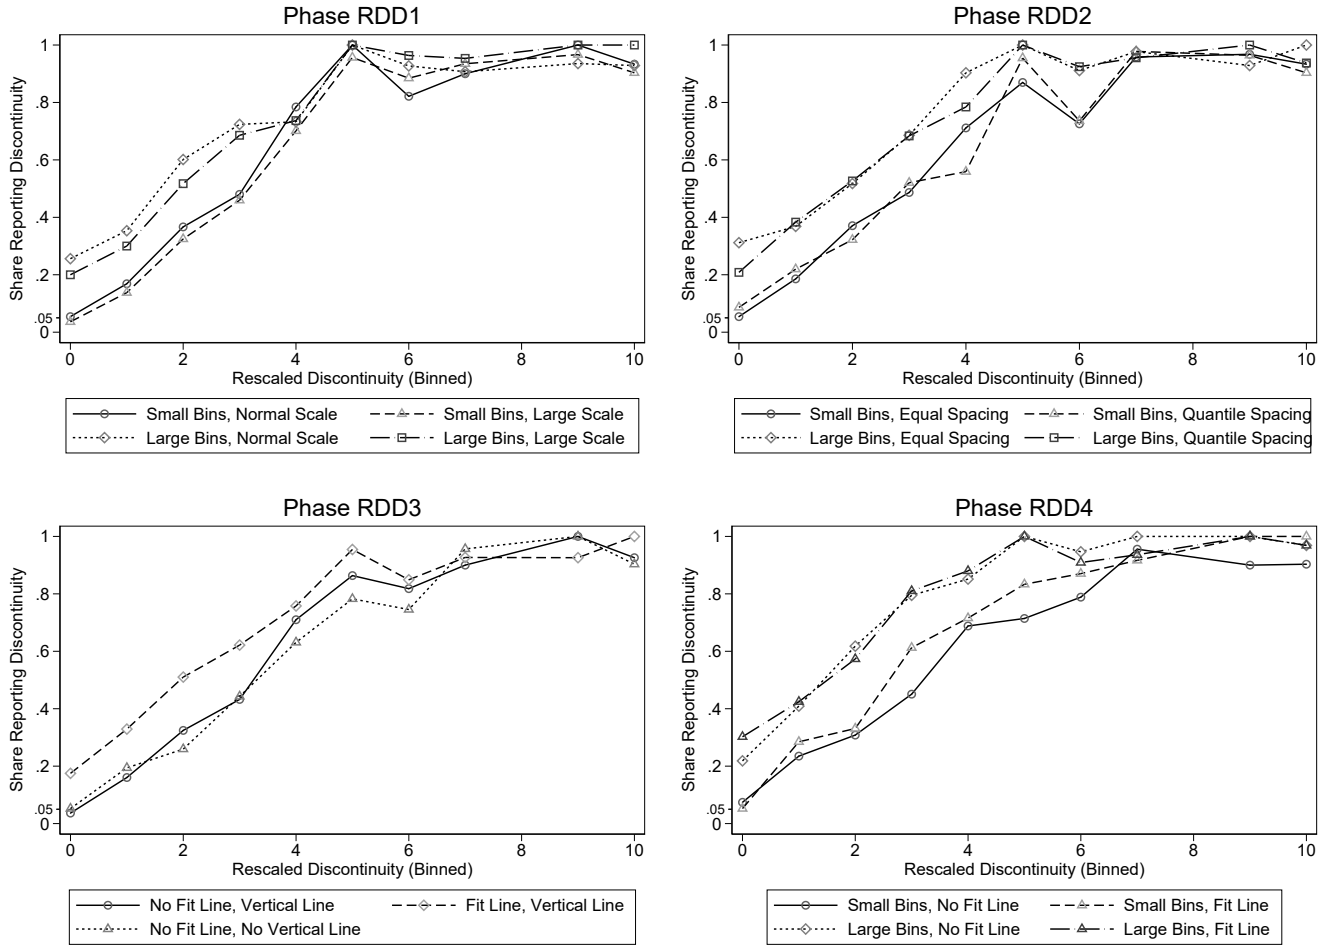 Phase RDD1
Share Reporting Discontinuity
1
.8
.6
.4
.2
.05
0
0 2 4 6 8 10
Rescaled Discontinuity (Binned)
Small Bins, Normal Scale
Small Bins, Large Scale
Large Bins, Normal Scale
Large Bins, Large Scale
Phase RDD2
Share Reporting Discontinuity
1
.8
.6
.4
.2
.05
0
0 2 4 6 8 10
Rescaled Discontinuity (Binned)
Small Bins, Equal Spacing
Small Bins, Quantile Spacing
Large Bins, Equal Spacing
Large Bins, Quantile Spacing
Phase RDD3
Share Reporting Discontinuity
1
.8
.6
.4
.2
.05
0
0 2 4 6 8 10
Rescaled Discontinuity (Binned)
No Fit Line, Vertical Line
Fit Line, Vertical Line
No Fit Line, No Vertical Line
Phase RDD4
Share Reporting Discontinuity
1
.8
.6
.4
.2
.05
0
0 2 4 6 8 10
Rescaled Discontinuity (Binned)
Small Bins, No Fit Line
Small Bins, Fit Line
Large Bins, No Fit Line
Large Bins, Fit Line